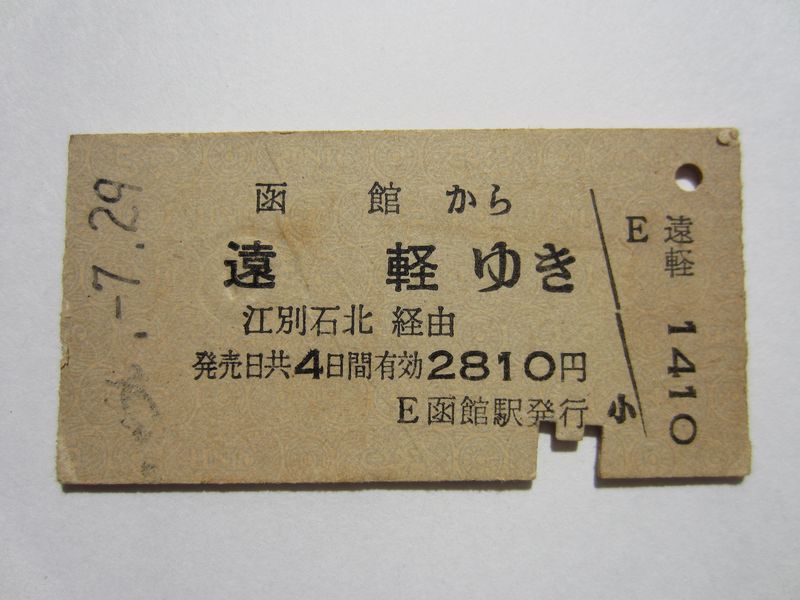 函 館 から
遠 軽 ゆき
江別石北 経由
発売日共4日間有効2810円
E函館駅発行
小
E
遠軽
1410
-7.29